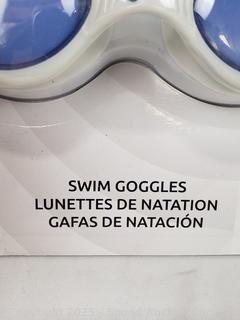 SWIM GOGGLES
LUNETTES DE NATATION
GAFAS DE NATACIÓN